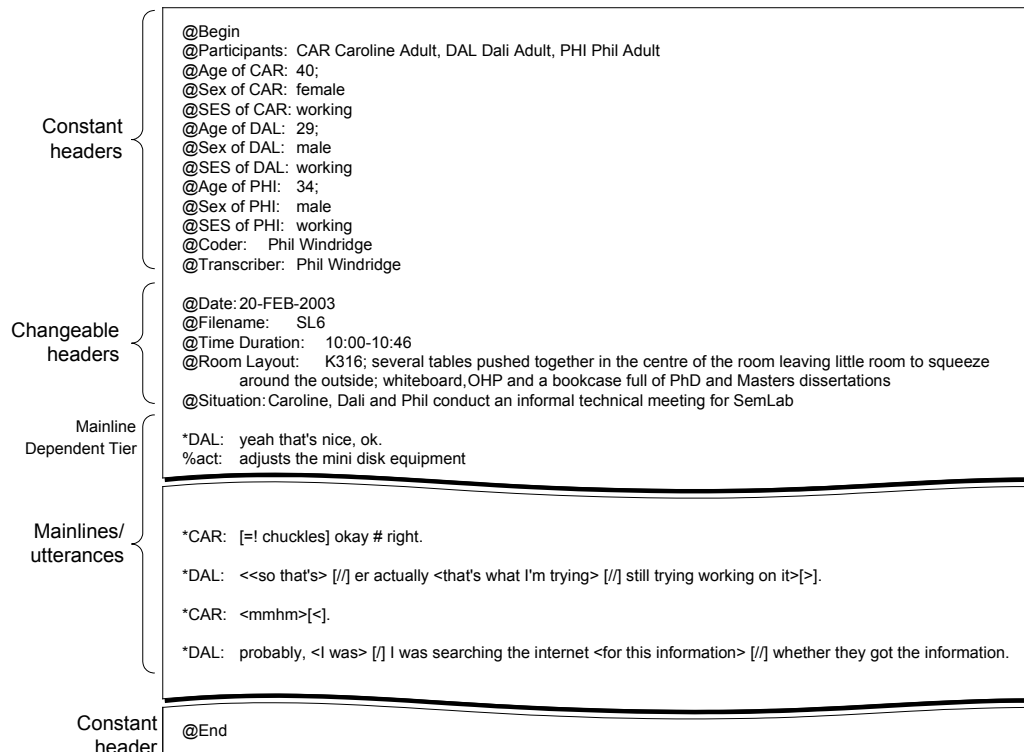 Constant
headers
@Begin
@Participants: CAR Caroline Adult, DAL Dali Adult, PHI Phil Adult
@Age of CAR: 40;
@Sex of CAR: female
@SES of CAR: working
@Age of DAL: 29;
@Sex of DAL: male
@SES of DAL: working
@Age of PHI: 34;
@Sex of PHI: male
@SES of PHI: working
@Coder: Phil Windridge
@Transcriber: Phil Windridge
Changeable
headers
@Date: 20-FEB-2003
@Filename: SL6
@Time Duration: 10:00-10:46
@Room Layout: K316; several tables pushed together in the centre of the room leaving little room to squeeze
around the outside; whiteboard,OHP and a bookcase full of PhD and Masters dissertations
@Situation: Caroline, Dali and Phil conduct an informal technical meeting for SemLab
Mainline
Dependent Tier
*DAL: yeah that's nice, ok.
%act: adjusts the mini disk equipment
Mainlines/
utterances
*CAR: [=! chuckles] okay # right.
*DAL: <<so that's> [//] er actually <that's what I'm trying> [//] still trying working on it>[>].
*CAR: <mmhm>[<].
*DAL: probably, <I was> [/] I was searching the internet <for this information> [//] whether they got the information.
Constant
header
@End